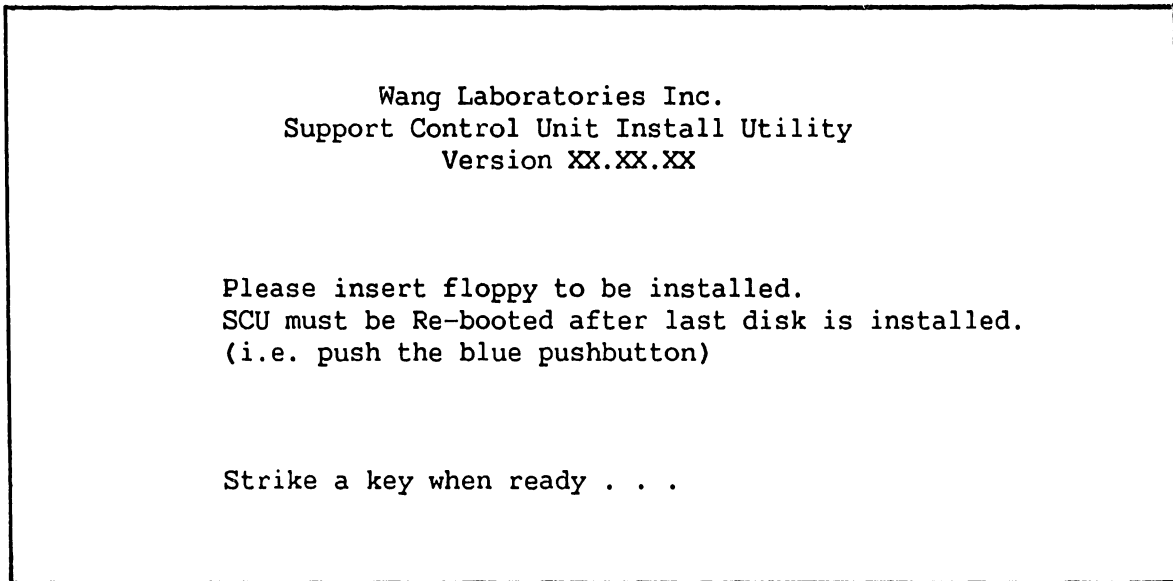 Wang Laboratories Inc.
Support Control Unit Install Utility
Version XX.XX.XX
Please insert floppy to be installed.
SCU must be Re-booted after last disk is installed.
(i.e. push the blue pushbutton)
Strike a key when ready . . .